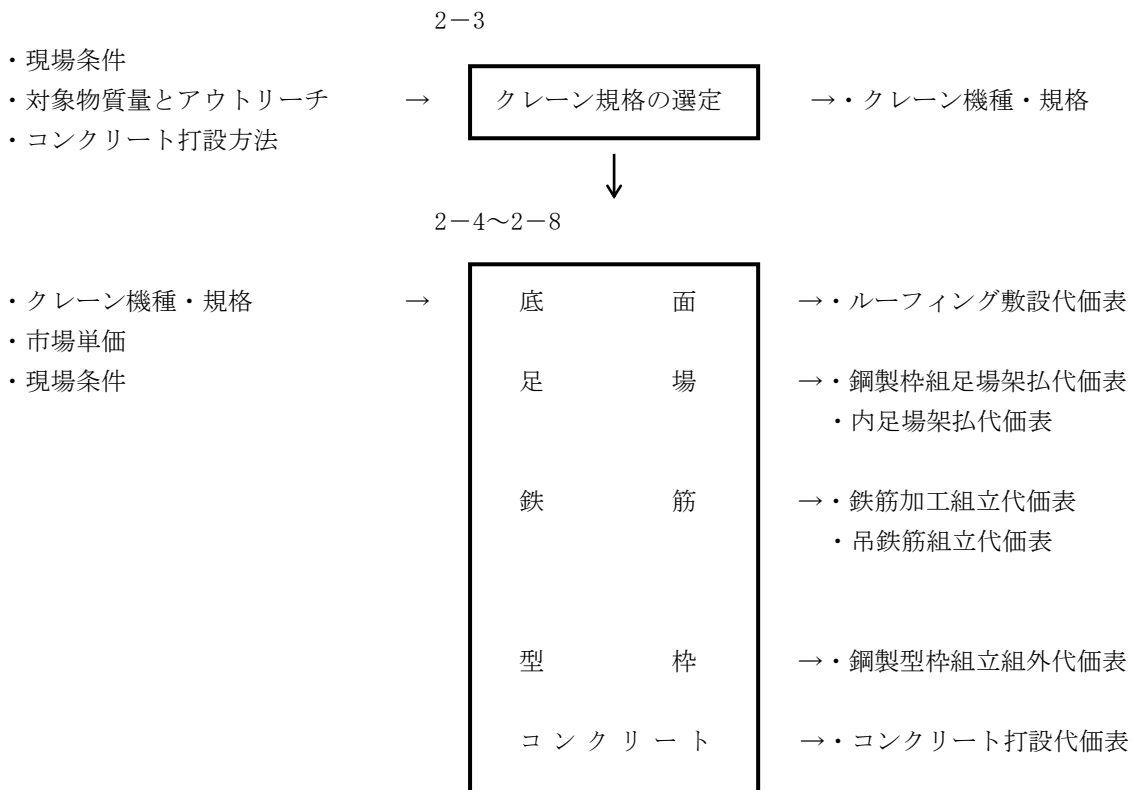 2-3
・現場条件
・対象物質量とアウトリーチ → クレーン規格の選定 →・クレーン機種・規格
・コンクリート打設方法
↓
2-4~2-8
・クレーン機種・規格 → 底面 →・ルーフィング敷設代価表
・市場単価
・現場条件 足場 →・鋼製枠組足場架払代価表
・内足場架払代価表
鉄筋 →・鉄筋加工組立代価表
・吊鉄筋組立代価表
型枠 →・鋼製型枠組立組外代価表
コンクリート →・コンクリート打設代価表